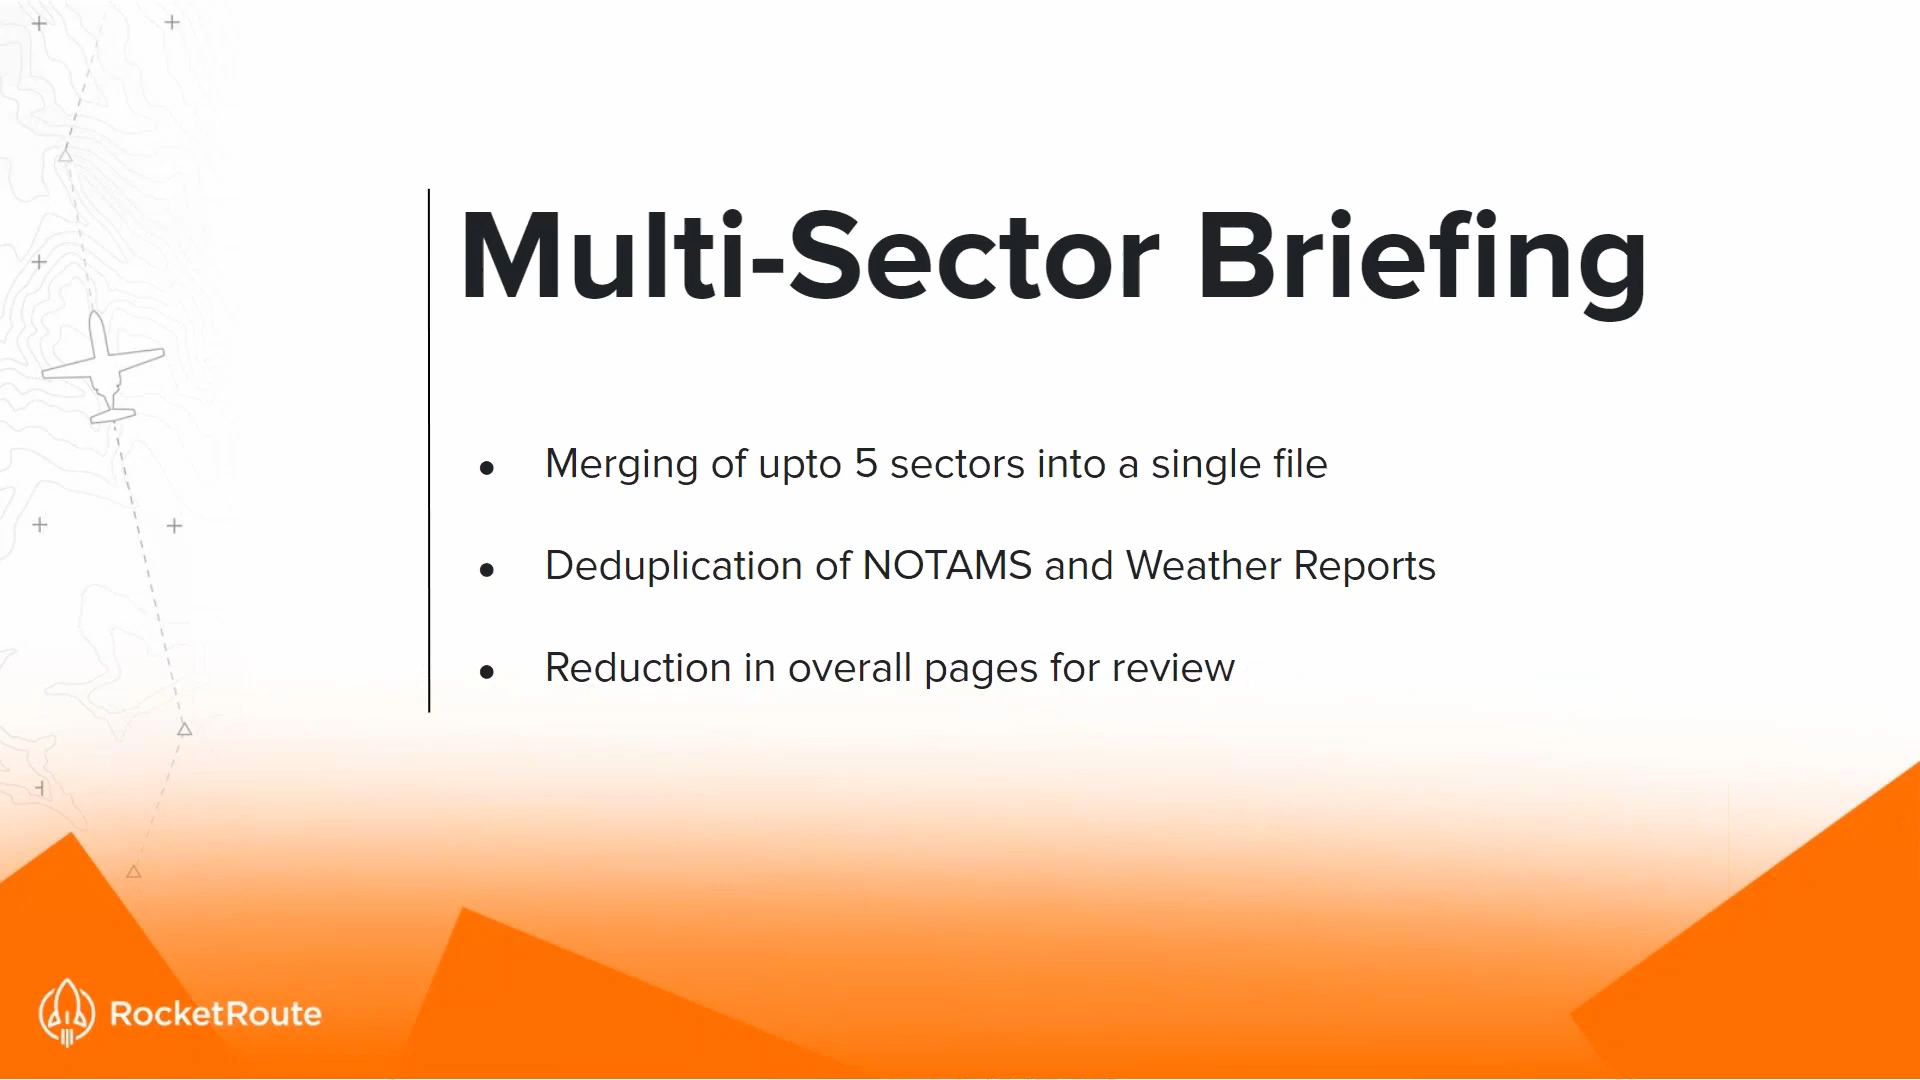 Multi-Sector Briefing
● Merging of upto 5 sectors into a single file
● Deduplication of NOTAMS and Weather Reports
● Reduction in overall pages for review
RocketRoute